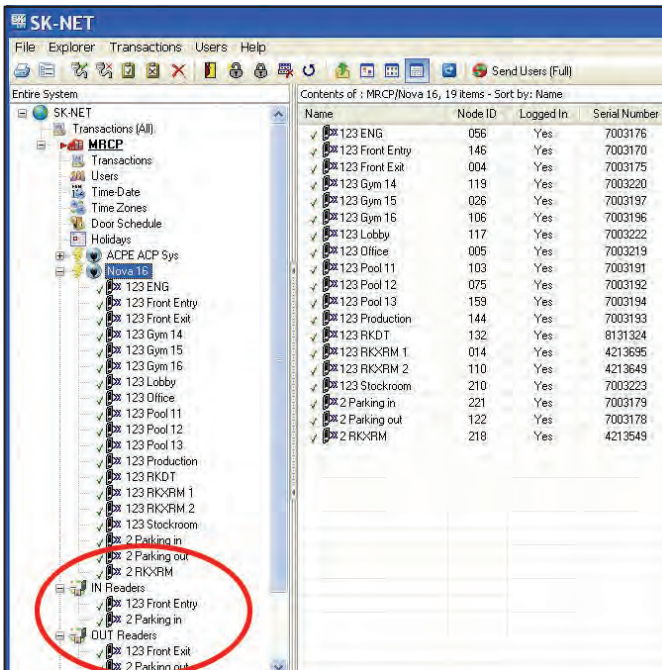 SK-NET
File Explorer Transactions Users Help
Send Users (Full)
Entire System
SK-NET
Transactions (All)
MRCP
Transactions
Users
Time-Date
Time Zones
Door Schedule
Holidays
ACPE ACP Sys
Nova 16
123 ENG
123 Front Entry
123 Front Exit
123 Gym 14
123 Gym 15
123 Gym 16
123 Lobby
123 Office
123 Pool 11
123 Pool 12
123 Pool 13
123 Production
123 RKDT
123 RKXRM 1
123 RKXRM 2
123 Stockroom
2 Parking in
2 Parking out
2 RKXRM
IN Readers
123 Front Entry
2 Parking in
OUT Readers
123 Front Exit
2 Parking out
Contents of : MRCP/Nova 16, 19 items - Sort by: Name
Name Node ID Logged In Serial Number
123 ENG 056 Yes 7003176
123 Front Entry 146 Yes 7003170
123 Front Exit 004 Yes 7003175
123 Gym 14 119 Yes 7003220
123 Gym 15 026 Yes 7003197
123 Gym 16 106 Yes 7003196
123 Lobby 117 Yes 7003222
123 Office 005 Yes 7003219
123 Pool 11 103 Yes 7003191
123 Pool 12 075 Yes 7003192
123 Pool 13 159 Yes 7003194
123 Production 144 Yes 7003193
123 RKDT 132 Yes 8131324
123 RKXRM 1 014 Yes 4213695
123 RKXRM 2 110 Yes 4213649
123 Stockroom 210 Yes 7003223
2 Parking in 221 Yes 7003179
2 Parking out 122 Yes 7003178
2 RKXRM 218 Yes 4213549